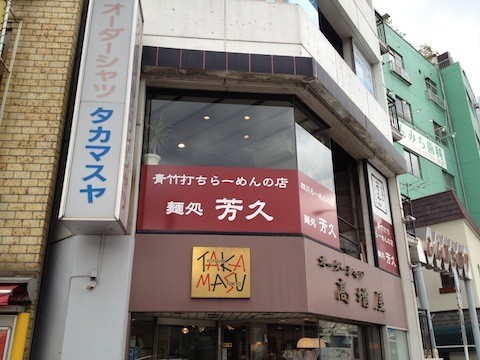 オーダーシャツ
タカマスヤ
青竹打ちらーめんの店
麺処 芳久
TAKA
MASU
オーダーシャツ
高増屋
麺処 芳久